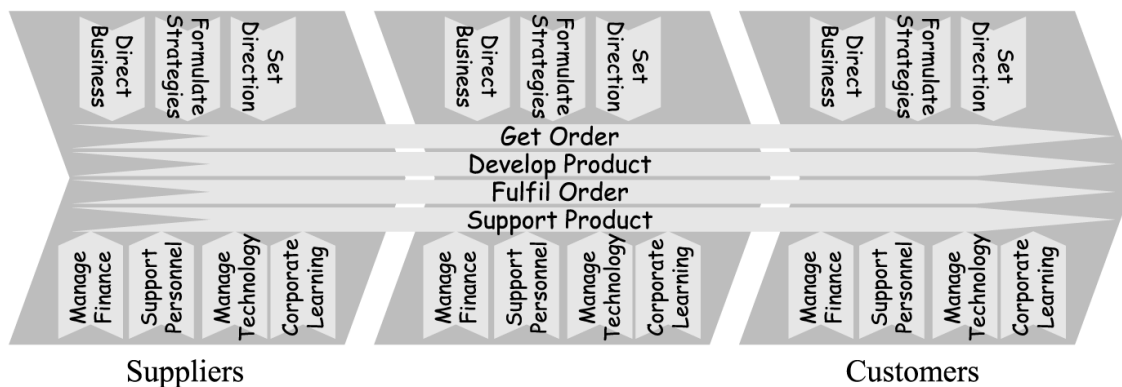 Direct
Business
Formulate
Strategies
Set
Direction
Direct
Business
Formulate
Strategies
Set
Direction
Direct
Business
Formulate
Strategies
Set
Direction
Get Order
Develop Product
Fulfil Order
Support Product
Manage
Finance
Support
Personnel
Manage
Technology
Corporate
Learning
Manage
Finance
Support
Personnel
Manage
Technology
Corporate
Learning
Manage
Finance
Support
Personnel
Manage
Technology
Corporate
Learning
Suppliers
Customers